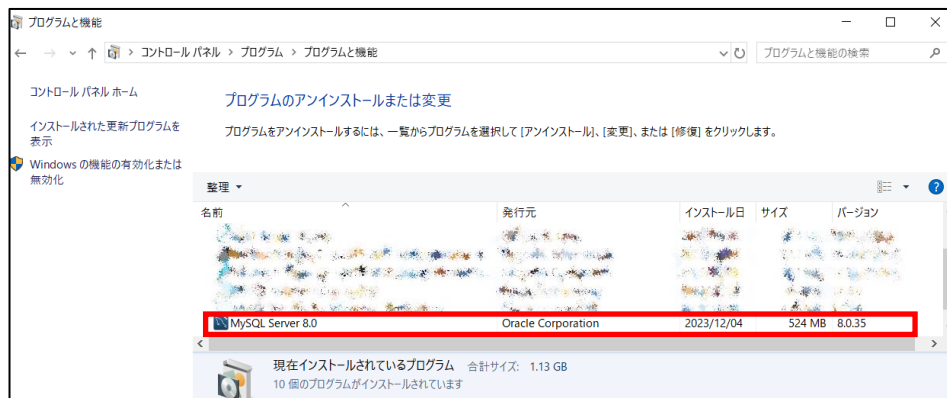 プログラムと機能
コントロール パネル > プログラム > プログラムと機能
プログラムと機能の検索
コントロール パネル ホーム
インストールされた更新プログラムを
表示
Windows の機能の有効化または
無効化
プログラムのアンインストールまたは変更
プログラムをアンインストールするには、一覧からプログラムを選択して [アンインストール]、[変更]、または [修復] をクリックします。
整理
名前 発行元 インストール日 サイズ バージョン
MySQL Server 8.0 Oracle Corporation 2023/12/04 524 MB 8.0.35
現在インストールされているプログラム 合計サイズ: 1.13 GB
10 個のプログラムがインストールされています